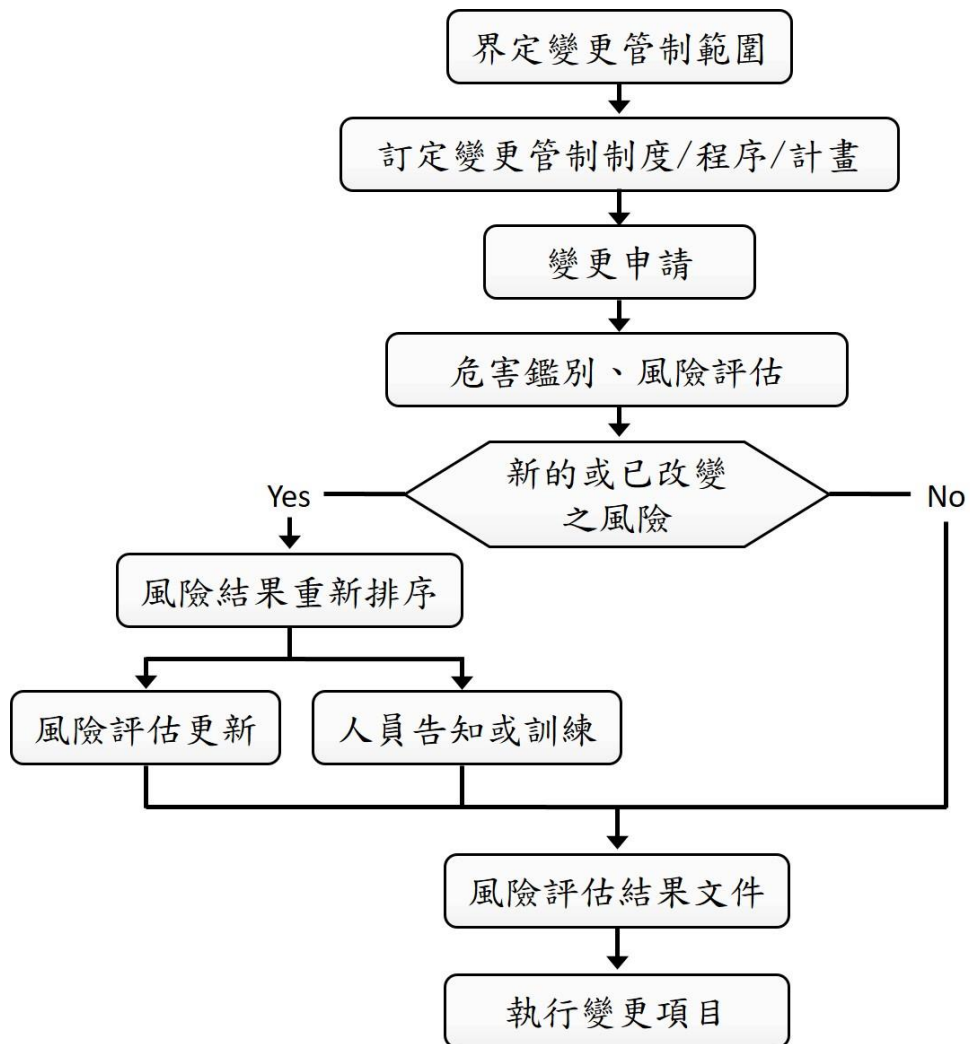 界定變更管制範圍
訂定變更管制制度/程序/計畫
變更申請
危害鑑別、風險評估
新的或已改變
之風險
Yes
No
風險結果重新排序
風險評估更新
人員告知或訓練
風險評估結果文件
執行變更項目